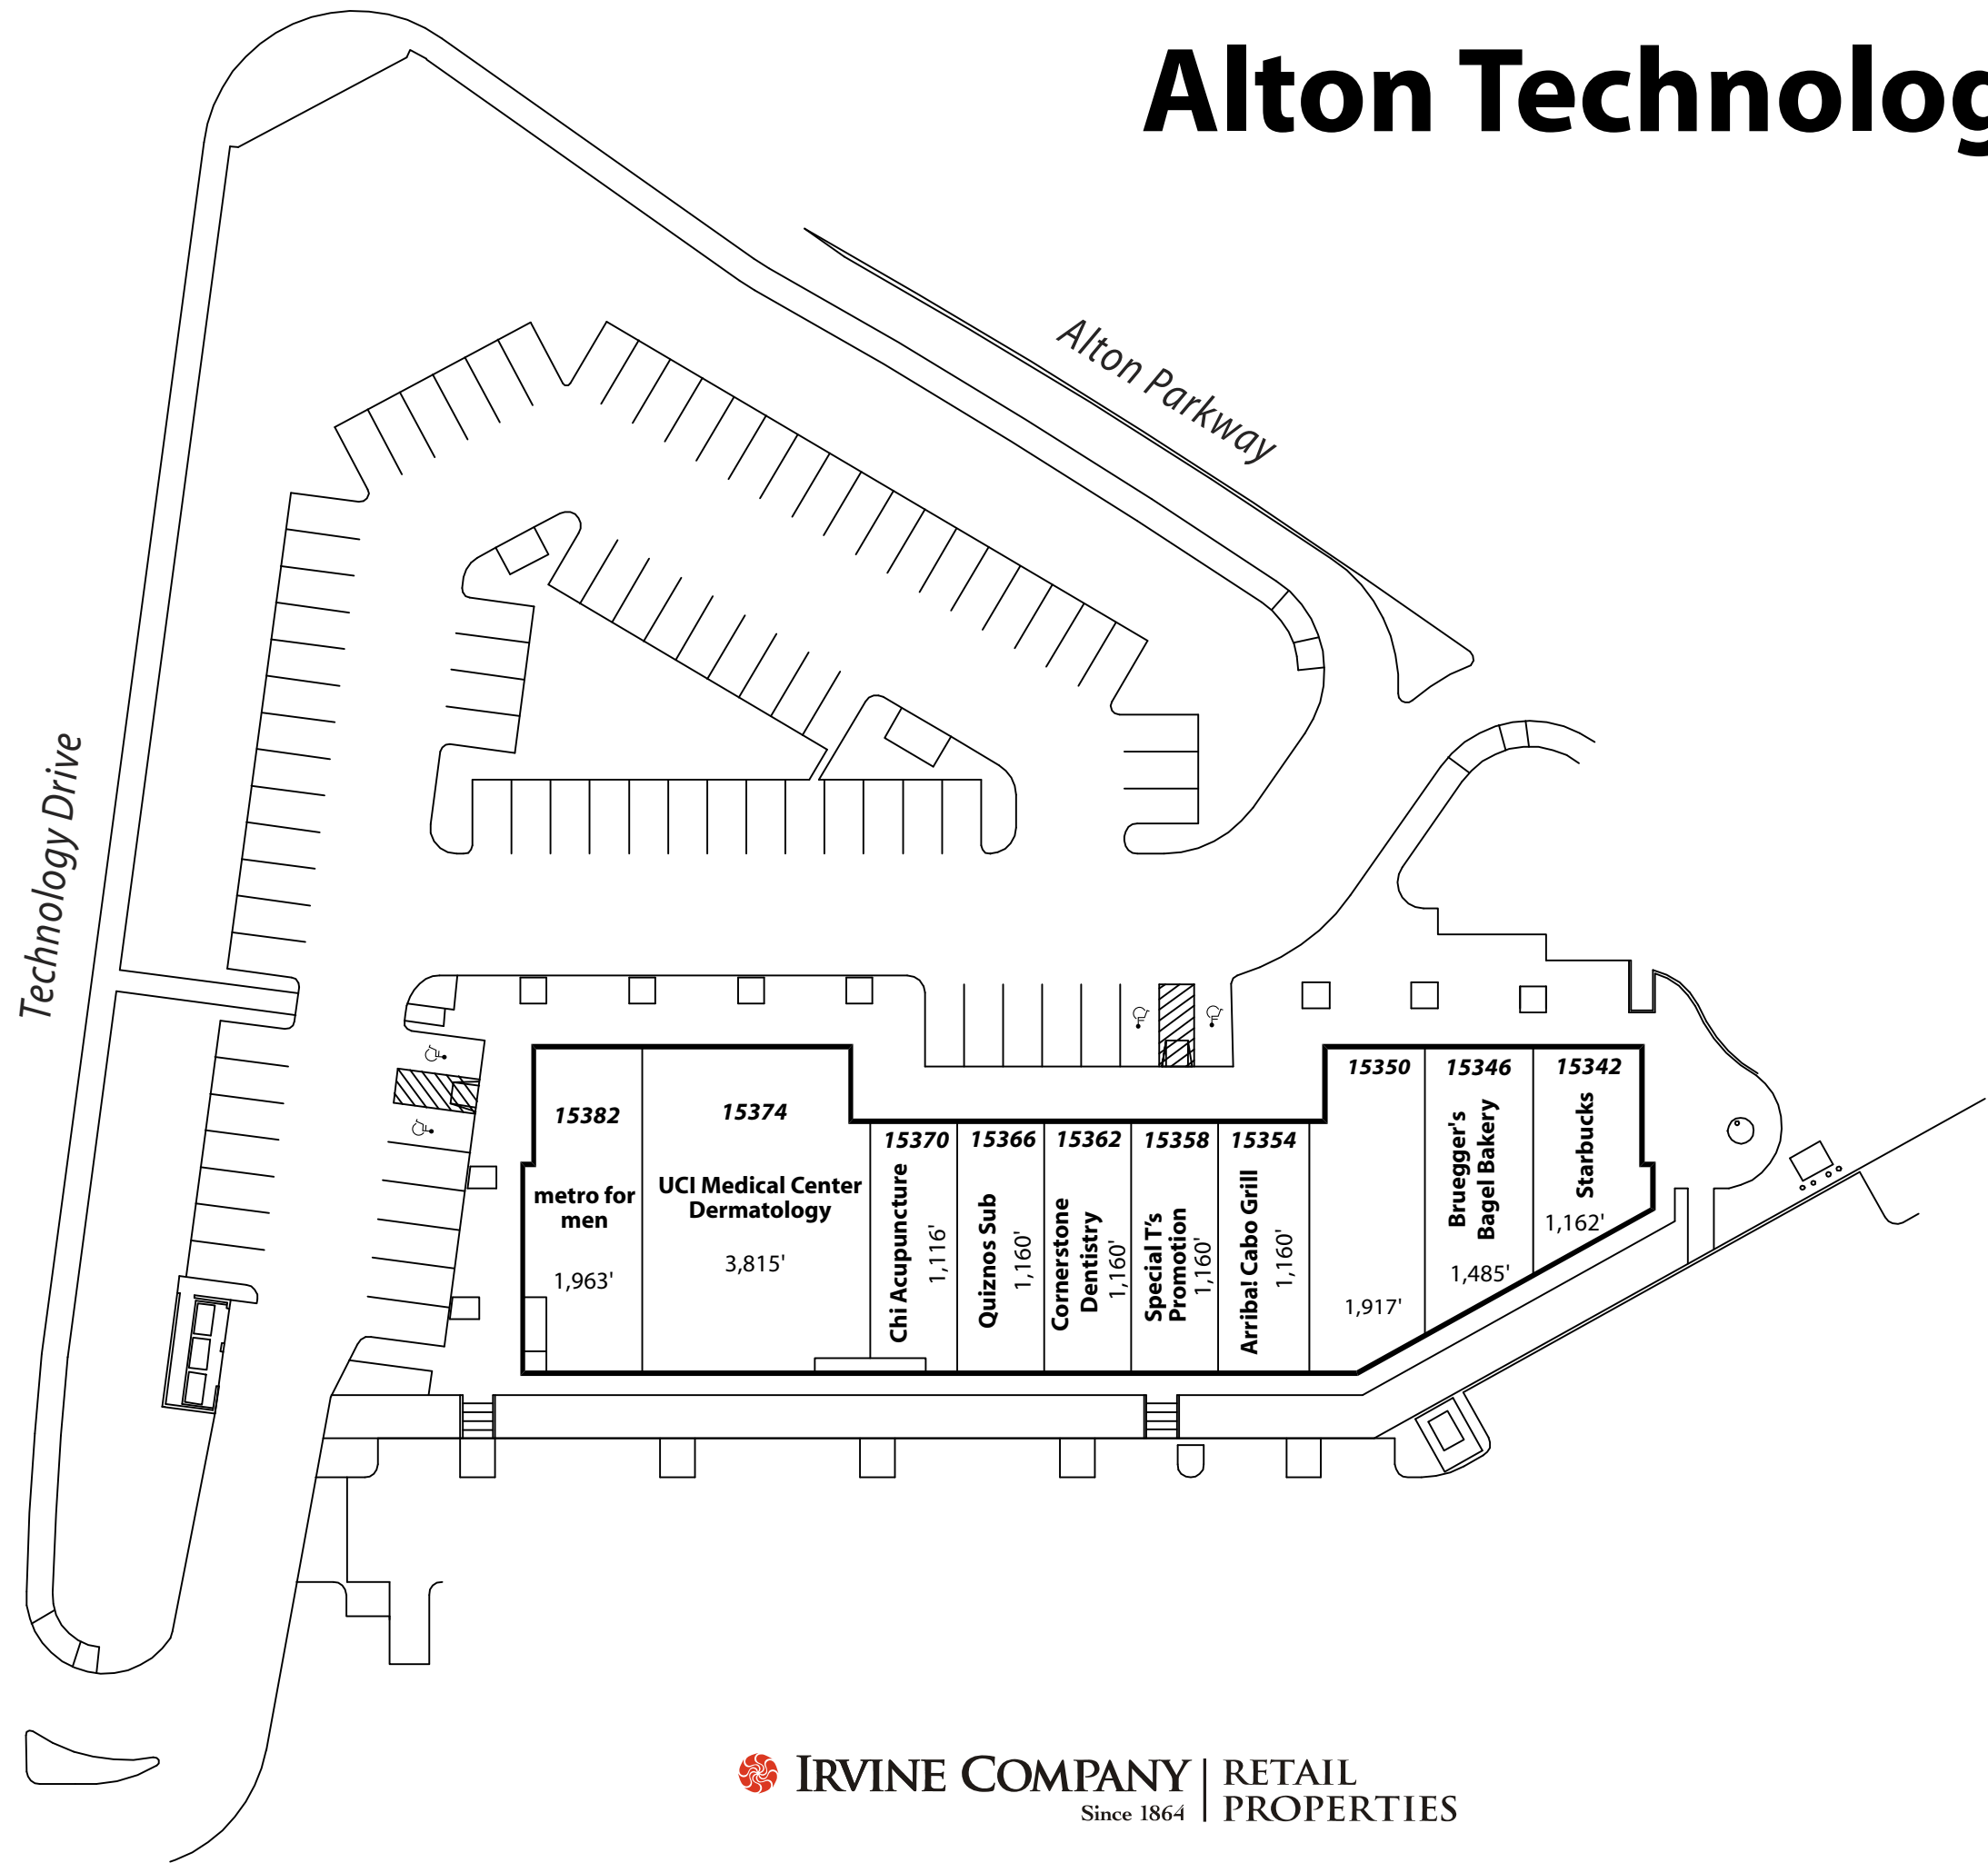 Alton Technolog
Alton Parkway
Technology Drive
15382
metro for
men
1,963'
15374
UCI Medical Center
Dermatology
3,815'
15370
Chi Acupuncture
1,116'
15366
Quiznos Sub
1,160'
15362
Cornerstone
Dentistry
1,160'
15358
Special T's
Promotion
1,160'
15354
Arriba! Cabo Grill
1,160'
15350
1,917'
15346
Bruegger's
Bagel Bakery
1,485'
15342
Starbucks
1,162'
IRVINE COMPANY
Since 1864
RETAIL
PROPERTIES